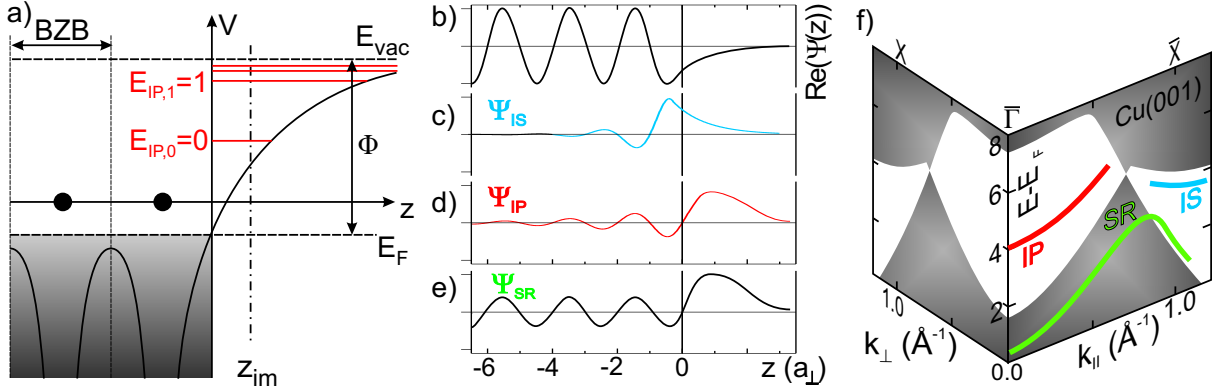 a)
BZB
V
E_vac
E_IP,1=1
E_IP,0=0
Φ
z
E_F
z_im
b)
c)
Ψ_IS
d)
Ψ_IP
e)
Ψ_SR
Re(Ψ(z))
-6 -4 -2 0 2
z (a⊥)
f)
X
X̅
Γ̅
Cu(001)
8
6
4
2
E-E_F
IP
SR
IS
1.0
0.0
1.0
k⊥ (Å⁻¹)
k∥ (Å⁻¹)